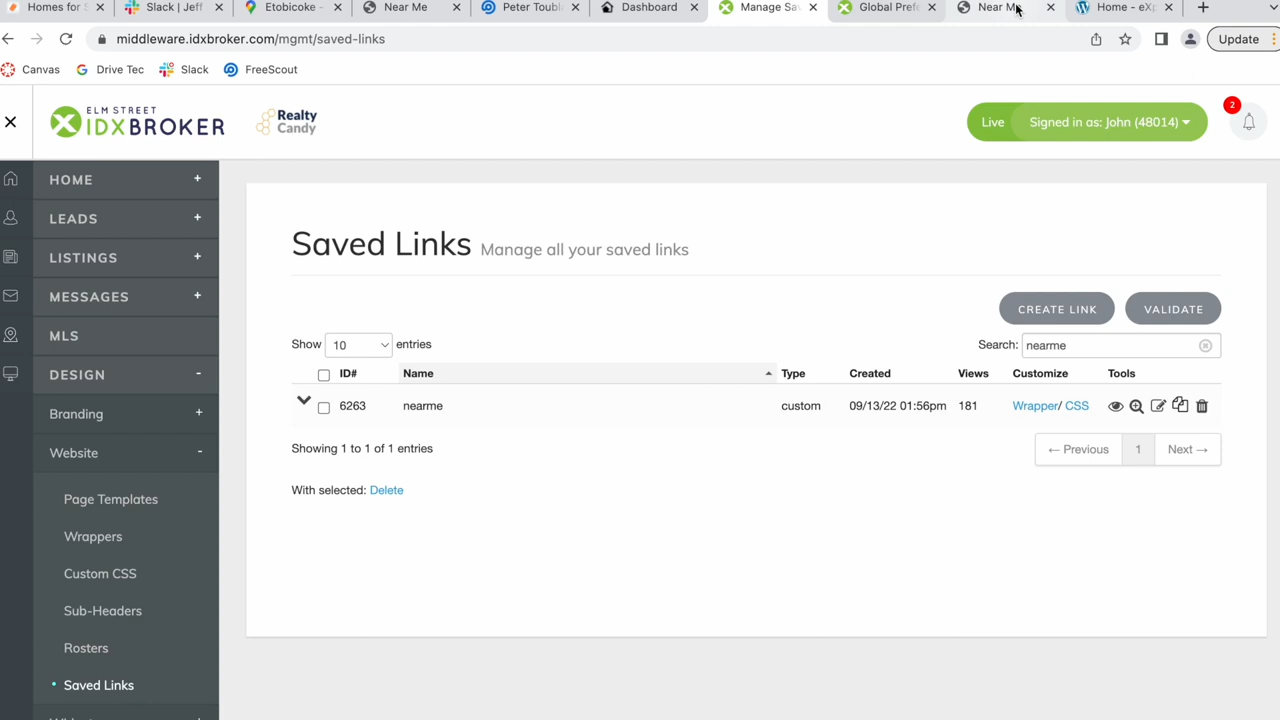 Homes for S
Slack | Jeff
Etobicoke -
Near Me
Peter Toubl
Dashboard
Manage Sav
Global Pref
Near M
Home - eXp
middleware.idxbroker.com/mgmt/saved-links
Update
Canvas
Drive Tec
Slack
FreeScout
ELM STREET
IDXBROKER
Realty
Candy
Live
Signed in as: John (48014)
2
HOME +
LEADS +
LISTINGS +
MESSAGES +
MLS
DESIGN -
Branding +
Website -
Page Templates
Wrappers
Custom CSS
Sub-Headers
Rosters
Saved Links
Saved Links Manage all your saved links
CREATE LINK
VALIDATE
Show 10 entries
Search: nearme
ID# Name Type Created Views Customize Tools
6263 nearme custom 09/13/22 01:56pm 181 Wrapper/ CSS
Showing 1 to 1 of 1 entries
← Previous 1 Next →
With selected: Delete